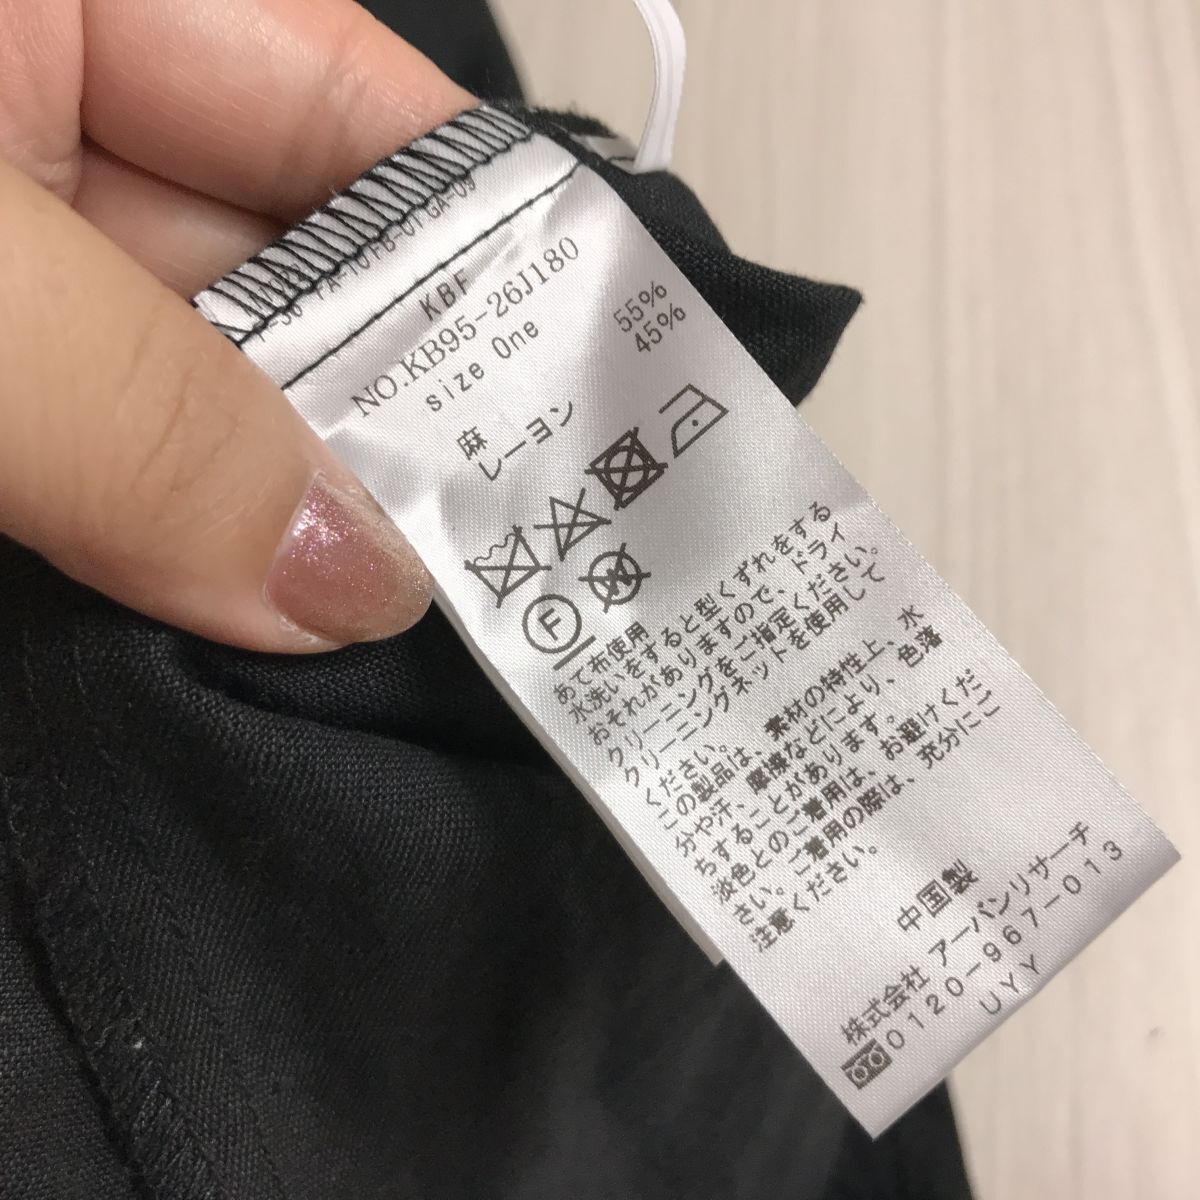 PA-10 FB-01 GA-09
KBF
NO.KB95-26J180
size One
麻 55%
レーヨン 45%
W
F
あて布使用
水洗いをすると型くずれをする
おそれがありますので、ドライ
クリーニングをご指定ください。
クリーニングネットを使用して
ください。
この製品は、素材の特性上、水
分や汗、摩擦などにより、色落
ちすることがあります。
淡色とのご着用は、お避けくだ
さい。ご着用の際は、充分にご
注意ください。
中国製
株式会社 アーバンリサーチ
0120-967-013
UYY